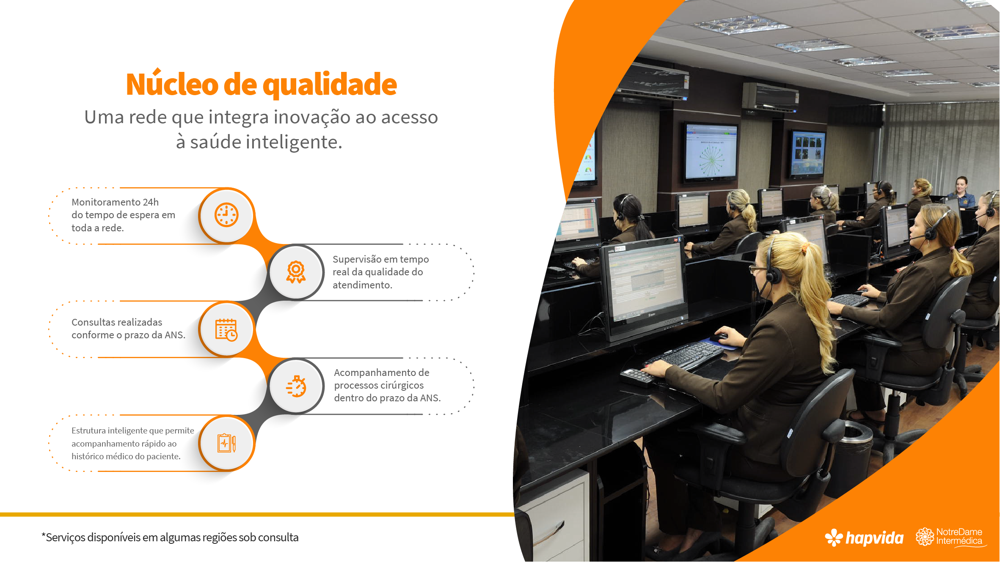 Núcleo de qualidade
Uma rede que integra inovação ao acesso
à saúde inteligente.
Monitoramento 24h
do tempo de espera em
toda a rede.
Supervisão em tempo
real da qualidade do
atendimento.
Consultas realizadas
conforme o prazo da ANS.
Acompanhamento de
processos cirúrgicos
dentro do prazo da ANS.
Estrutura inteligente que permite
acompanhamento rápido ao
histórico médico do paciente.
*Serviços disponíveis em algumas regiões sob consulta
hapvida
NotreDame
Intermédica